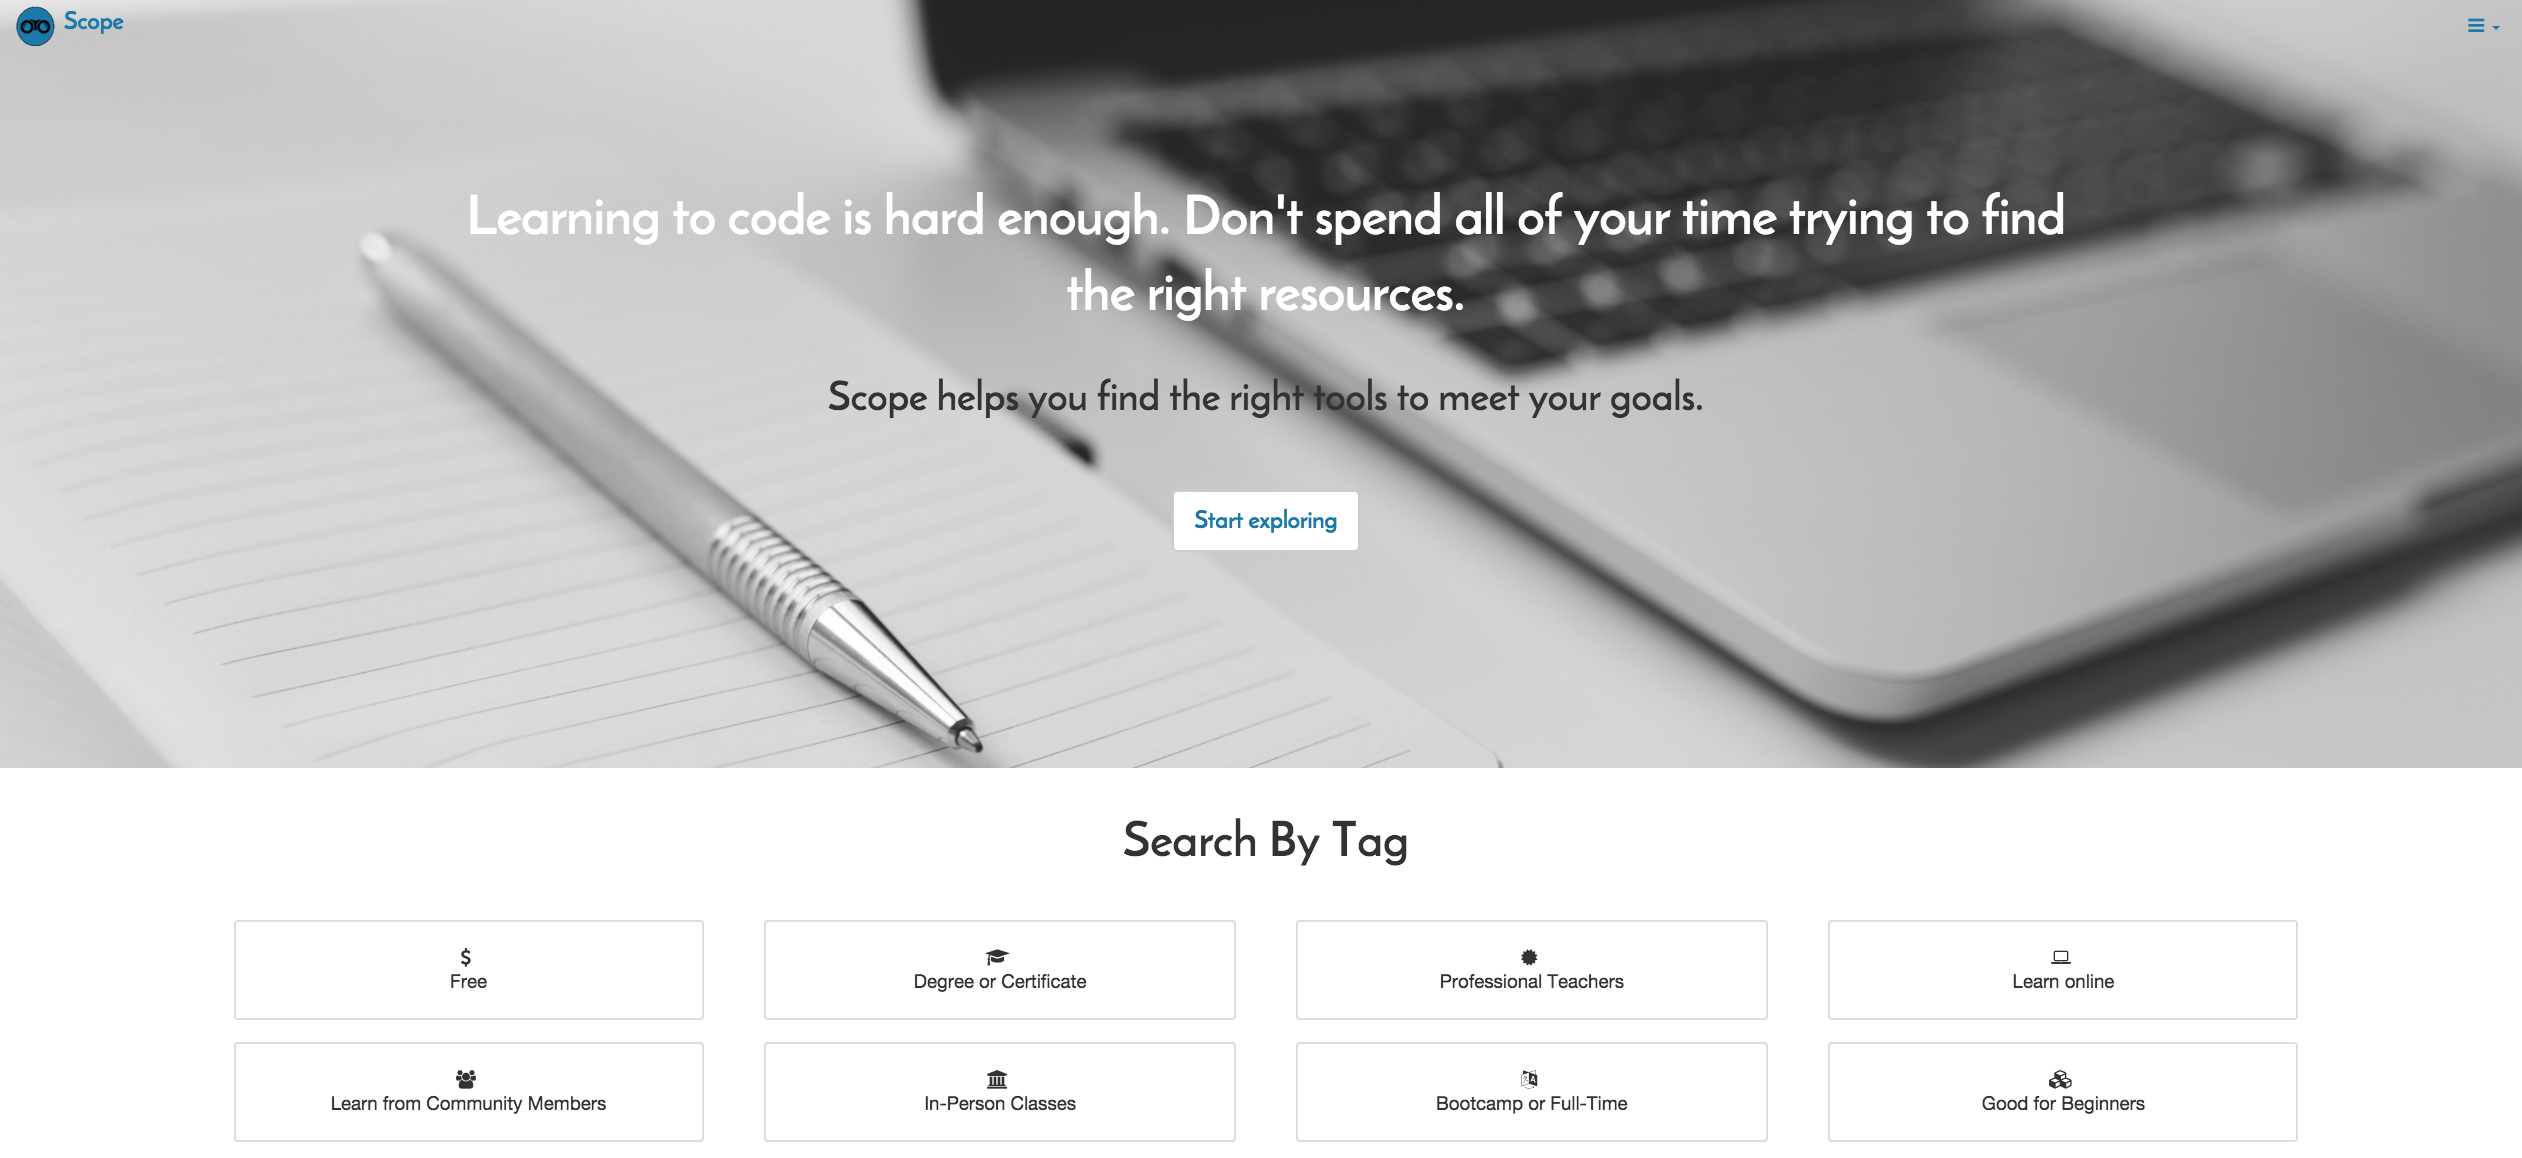 Scope
Learning to code is hard enough. Don't spend all of your time trying to find
the right resources.
Scope helps you find the right tools to meet your goals.
Start exploring
Search By Tag
Free
Degree or Certificate
Professional Teachers
Learn online
Learn from Community Members
In-Person Classes
Bootcamp or Full-Time
Good for Beginners